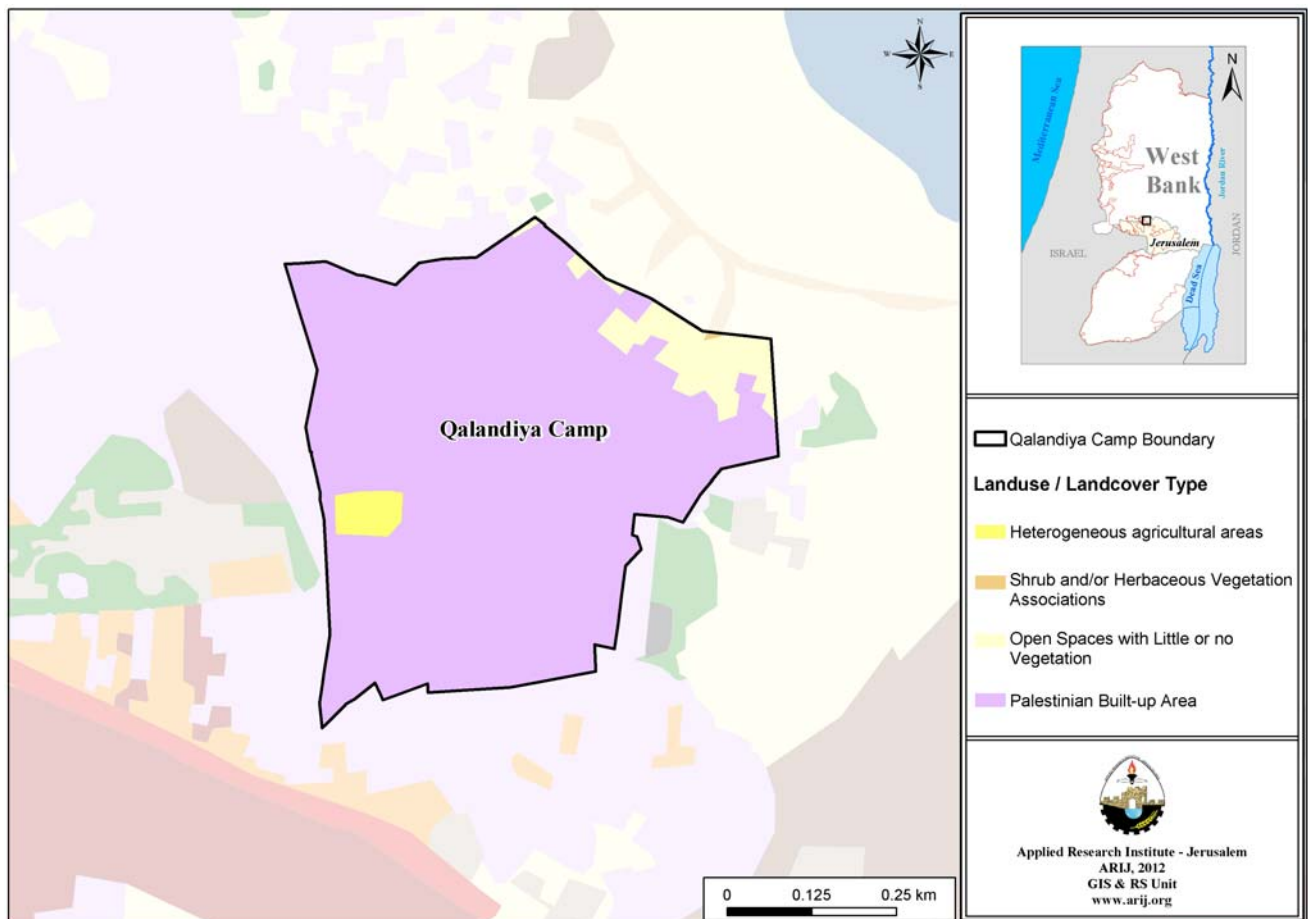 N
W
E
S
Qalandiya Camp
0 0.125 0.25 km
N
Mediterranean Sea
West
Bank
Jordan River
JORDAN
ISRAEL
Jerusalem
Dead Sea
Qalandiya Camp Boundary
Landuse / Landcover Type
Heterogeneous agricultural areas
Shrub and/or Herbaceous Vegetation
Associations
Open Spaces with Little or no
Vegetation
Palestinian Built-up Area
Applied Research Institute - Jerusalem
ARIJ, 2012
GIS & RS Unit
www.arij.org